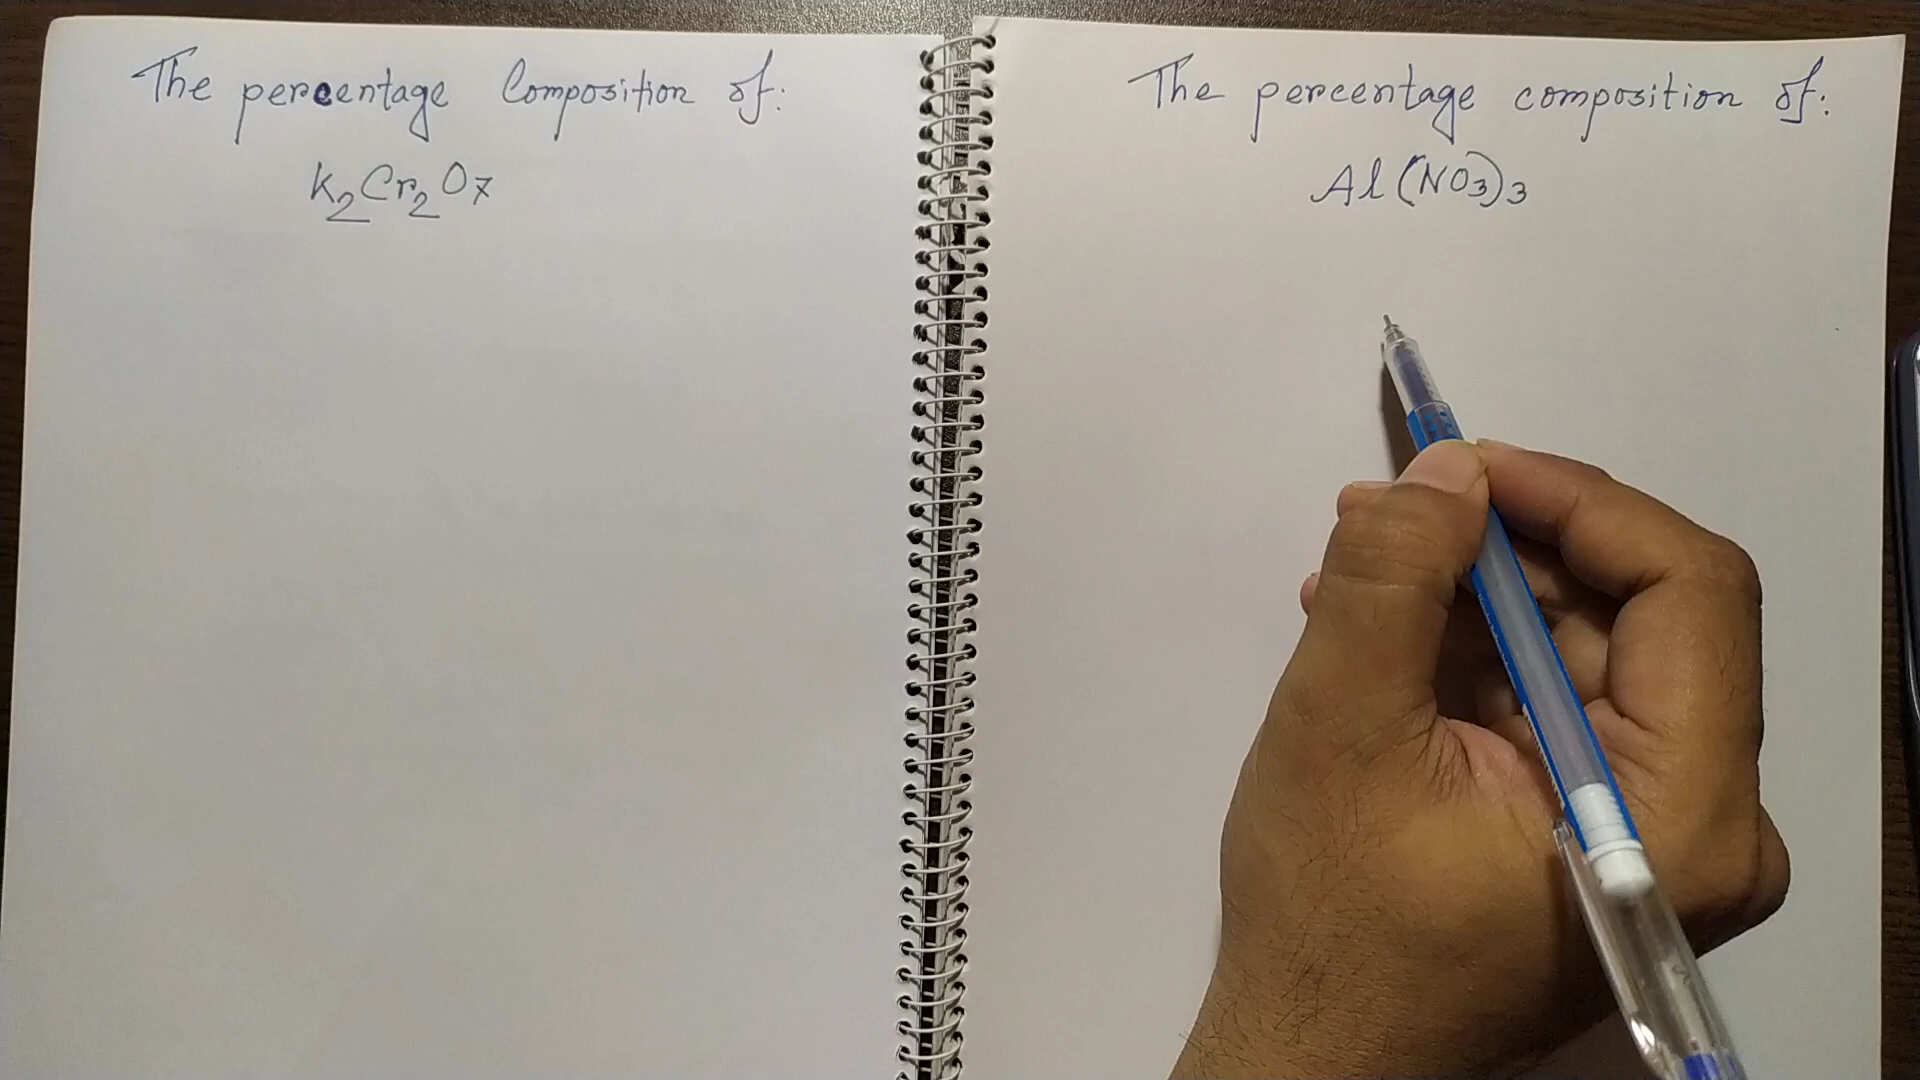 The percentage Composition of:
K2Cr2O7
The percentage composition of:
Al(NO3)3